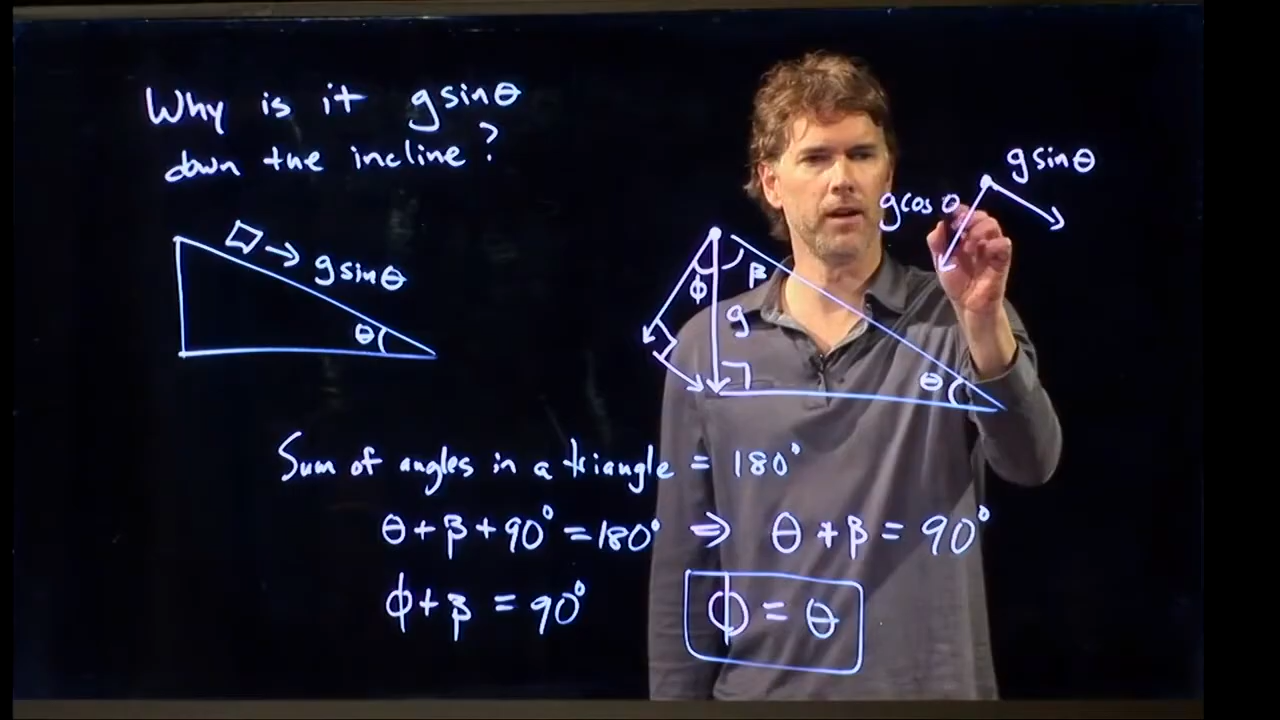 Why is it g sin θ
down the incline?
g sin θ
θ
g sin θ
g cos θ
ϕ
β
g
θ
Sum of angles in a triangle = 180°
θ + β + 90° = 180° ⇒ θ + β = 90°
ϕ + β = 90°
ϕ = θ